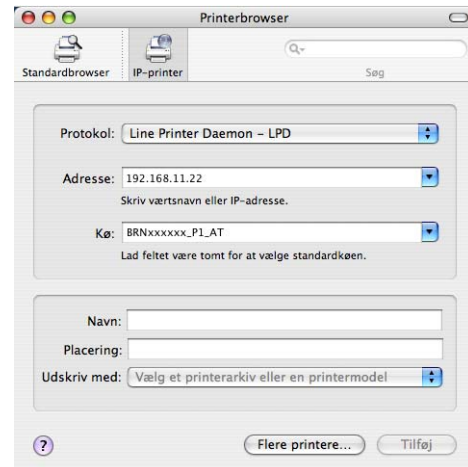 Printerbrowser
Standardbrowser
IP-printer
Søg
Protokol: Line Printer Daemon – LPD
Adresse: 192.168.11.22
Skriv værtsnavn eller IP-adresse.
Kø: BRNxxxxxx_P1_AT
Lad feltet være tomt for at vælge standardkøen.
Navn:
Placering:
Udskriv med: Vælg et printerarkiv eller en printermodel
? Flere printere... Tilføj